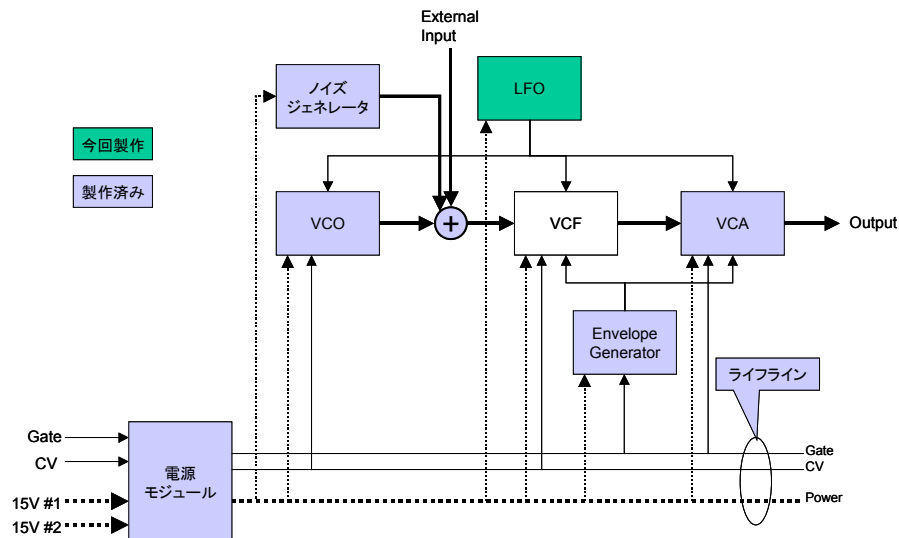 External
Input
ノイズ
ジェネレータ
LFO
今回製作
製作済み
VCO
+
VCF
VCA
Output
Envelope
Generator
ライフライン
Gate
CV
15V #1
15V #2
電源
モジュール
Gate
CV
Power